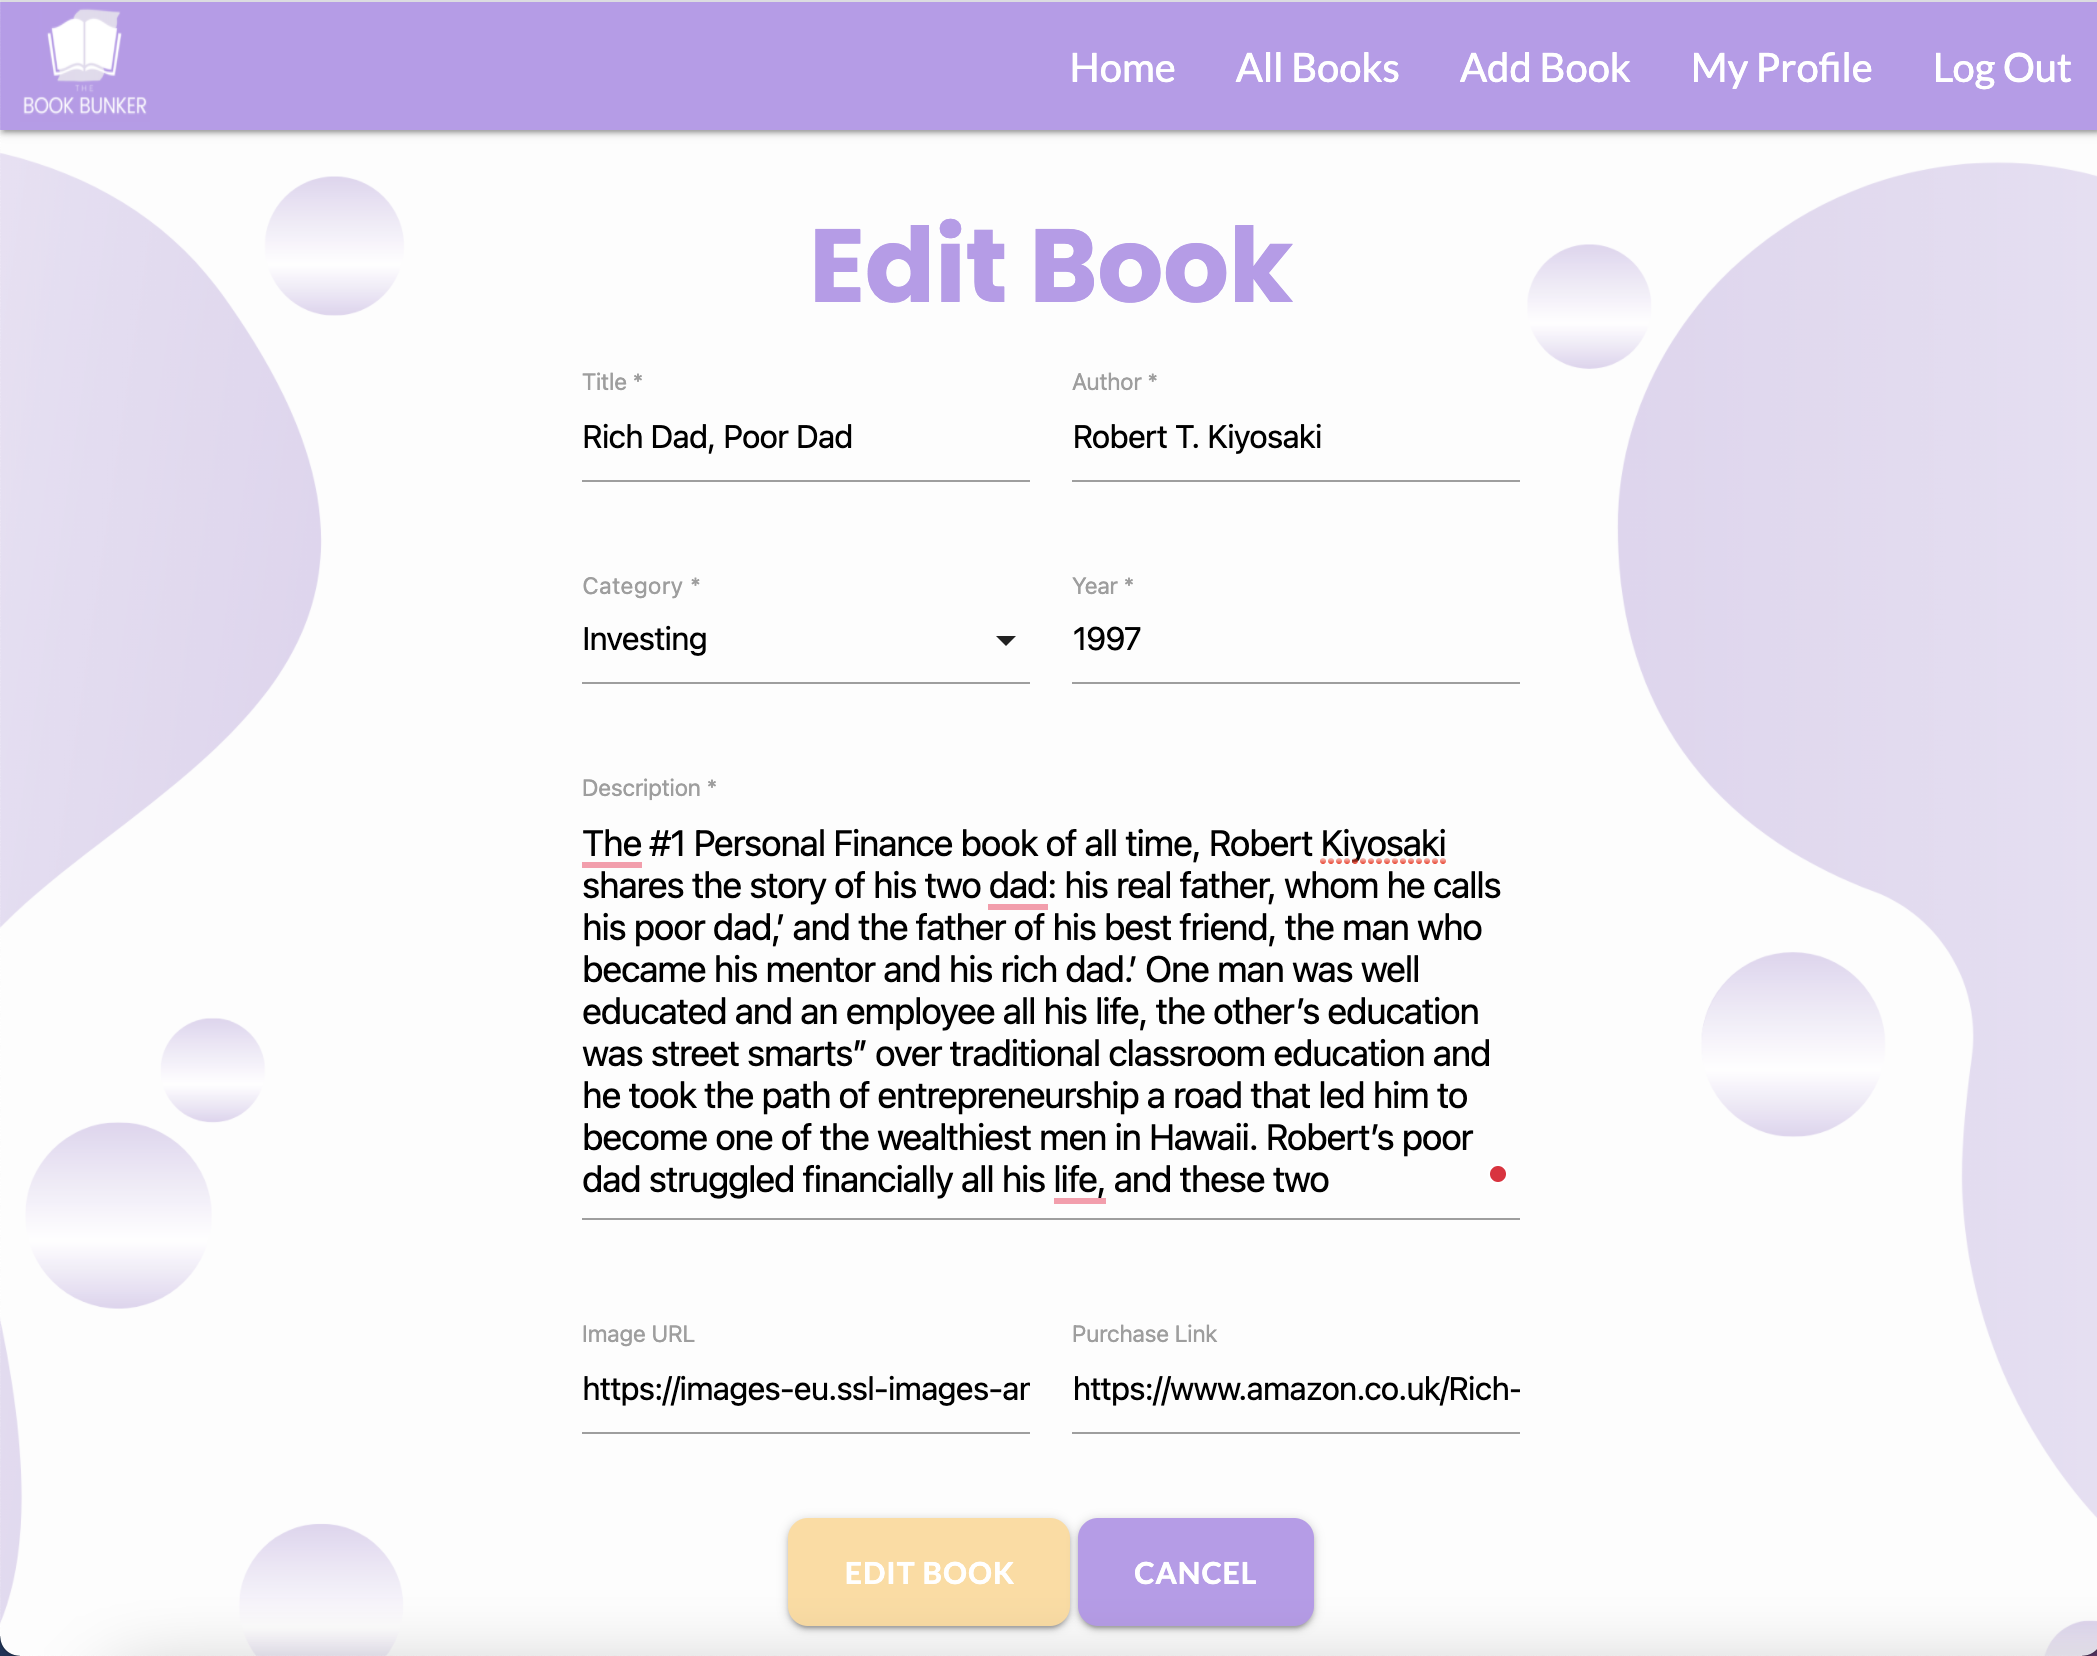 THE
BOOK BUNKER
Home All Books Add Book My Profile Log Out
Edit Book
Title * Author *
Rich Dad, Poor Dad Robert T. Kiyosaki
Category * Year *
Investing 1997
Description *
The #1 Personal Finance book of all time, Robert Kiyosaki
shares the story of his two dad: his real father, whom he calls
his poor dad,’ and the father of his best friend, the man who
became his mentor and his rich dad.’ One man was well
educated and an employee all his life, the other’s education
was street smarts” over traditional classroom education and
he took the path of entrepreneurship a road that led him to
become one of the wealthiest men in Hawaii. Robert’s poor
dad struggled financially all his life, and these two
Image URL Purchase Link
https://images-eu.ssl-images-ar https://www.amazon.co.uk/Rich-
EDIT BOOK CANCEL